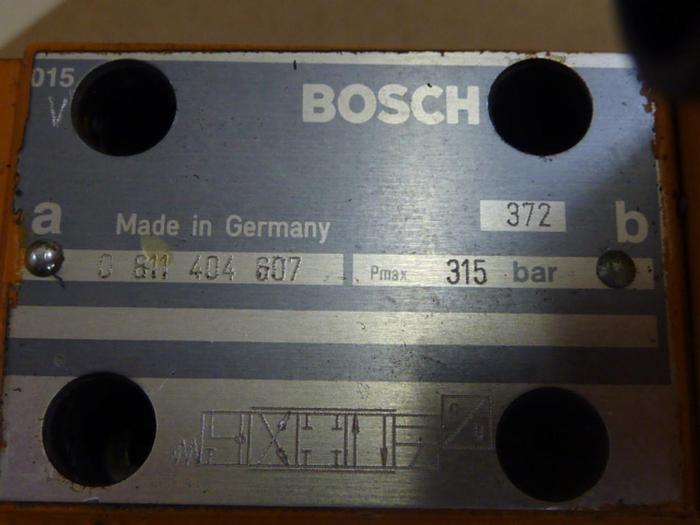 015
V
BOSCH
372
a
b
Made in Germany
0 811 404 607
Pmax 315 bar